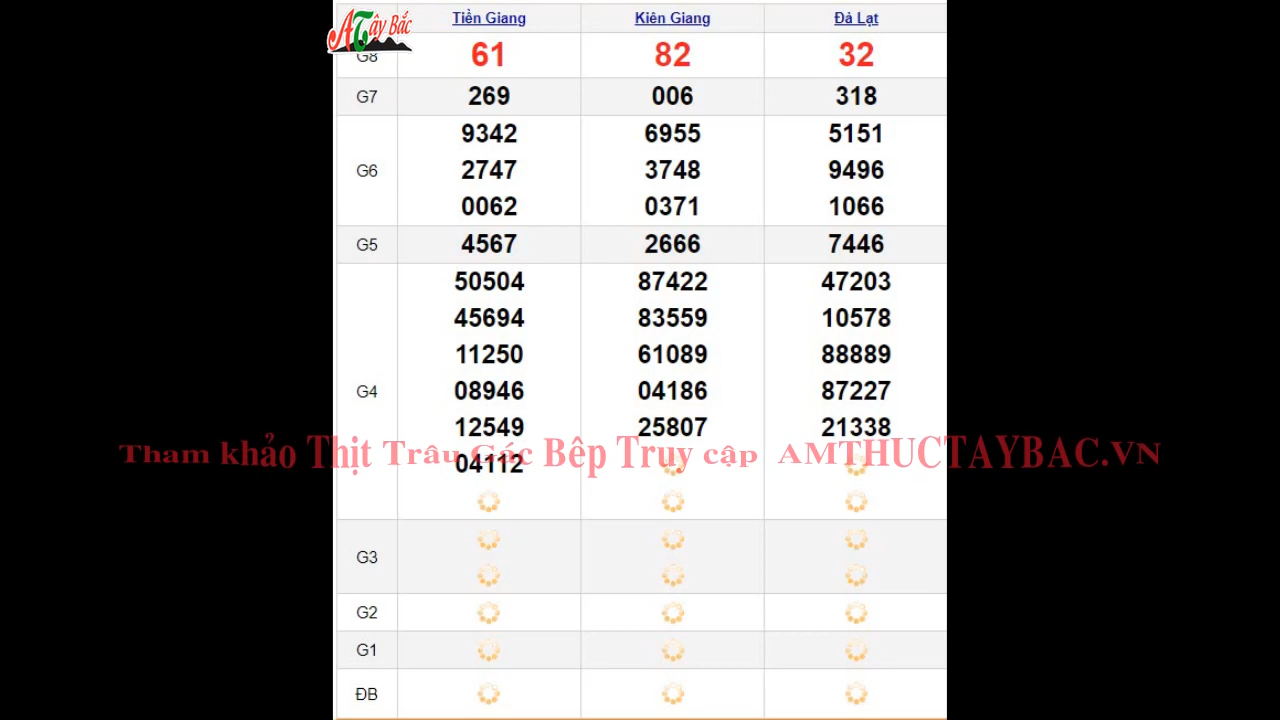 ATây Bắc
Tiền Giang Kiên Giang Đà Lạt
G8 61 82 32
G7 269 006 318
9342 6955 5151
G6 2747 3748 9496
0062 0371 1066
G5 4567 2666 7446
50504 87422 47203
45694 83559 10578
11250 61089 88889
G4 08946 04186 87227
12549 25807 21338
Tham khảo Thịt Trâu Gác Bếp Truy cập AMTHUCTAYBAC.VN
04112
G3
G2
G1
ĐB